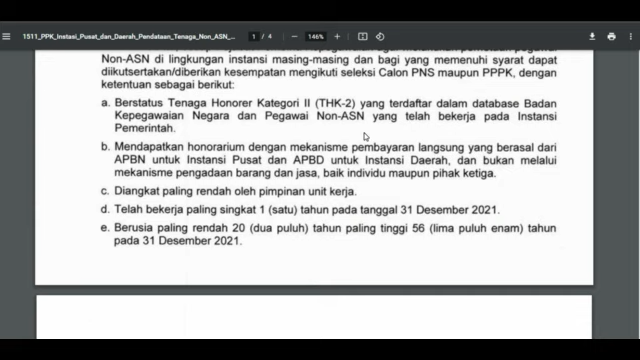 1511_PPK_Instasi_Pusat_dan_Daerah_Pendataan_Tenaga_Non_ASN_...
1 / 4
146%
Non-ASN di lingkungan instansi masing-masing dan bagi yang memenuhi syarat dapat
diikutsertakan/diberikan kesempatan mengikuti seleksi Calon PNS maupun PPPK, dengan
ketentuan sebagai berikut:
a. Berstatus Tenaga Honorer Kategori II (THK-2) yang terdaftar dalam database Badan
Kepegawaian Negara dan Pegawai Non-ASN yang telah bekerja pada Instansi
Pemerintah.
b. Mendapatkan honorarium dengan mekanisme pembayaran langsung yang berasal dari
APBN untuk Instansi Pusat dan APBD untuk Instansi Daerah, dan bukan melalui
mekanisme pengadaan barang dan jasa, baik individu maupun pihak ketiga.
c. Diangkat paling rendah oleh pimpinan unit kerja.
d. Telah bekerja paling singkat 1 (satu) tahun pada tanggal 31 Desember 2021.
e. Berusia paling rendah 20 (dua puluh) tahun paling tinggi 56 (lima puluh enam) tahun
pada 31 Desember 2021.